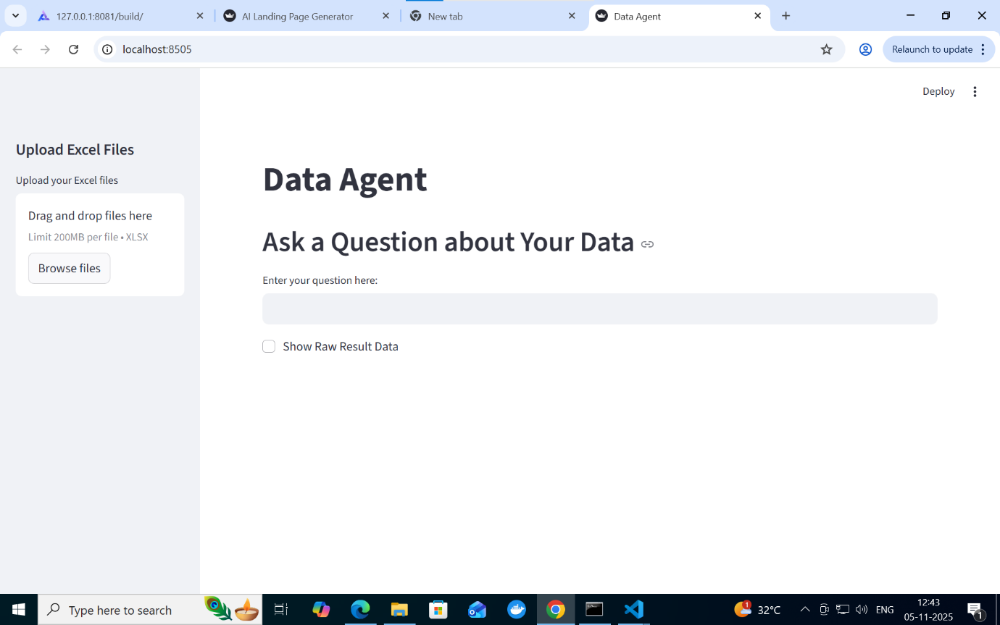 127.0.0.1:8081/build/
AI Landing Page Generator
New tab
Data Agent
localhost:8505
Relaunch to update
Deploy
Upload Excel Files
Upload your Excel files
Drag and drop files here
Limit 200MB per file • XLSX
Browse files
Data Agent
Ask a Question about Your Data
Enter your question here:
Show Raw Result Data
Type here to search
1
32°C
ENG
12:43
05-11-2025
1